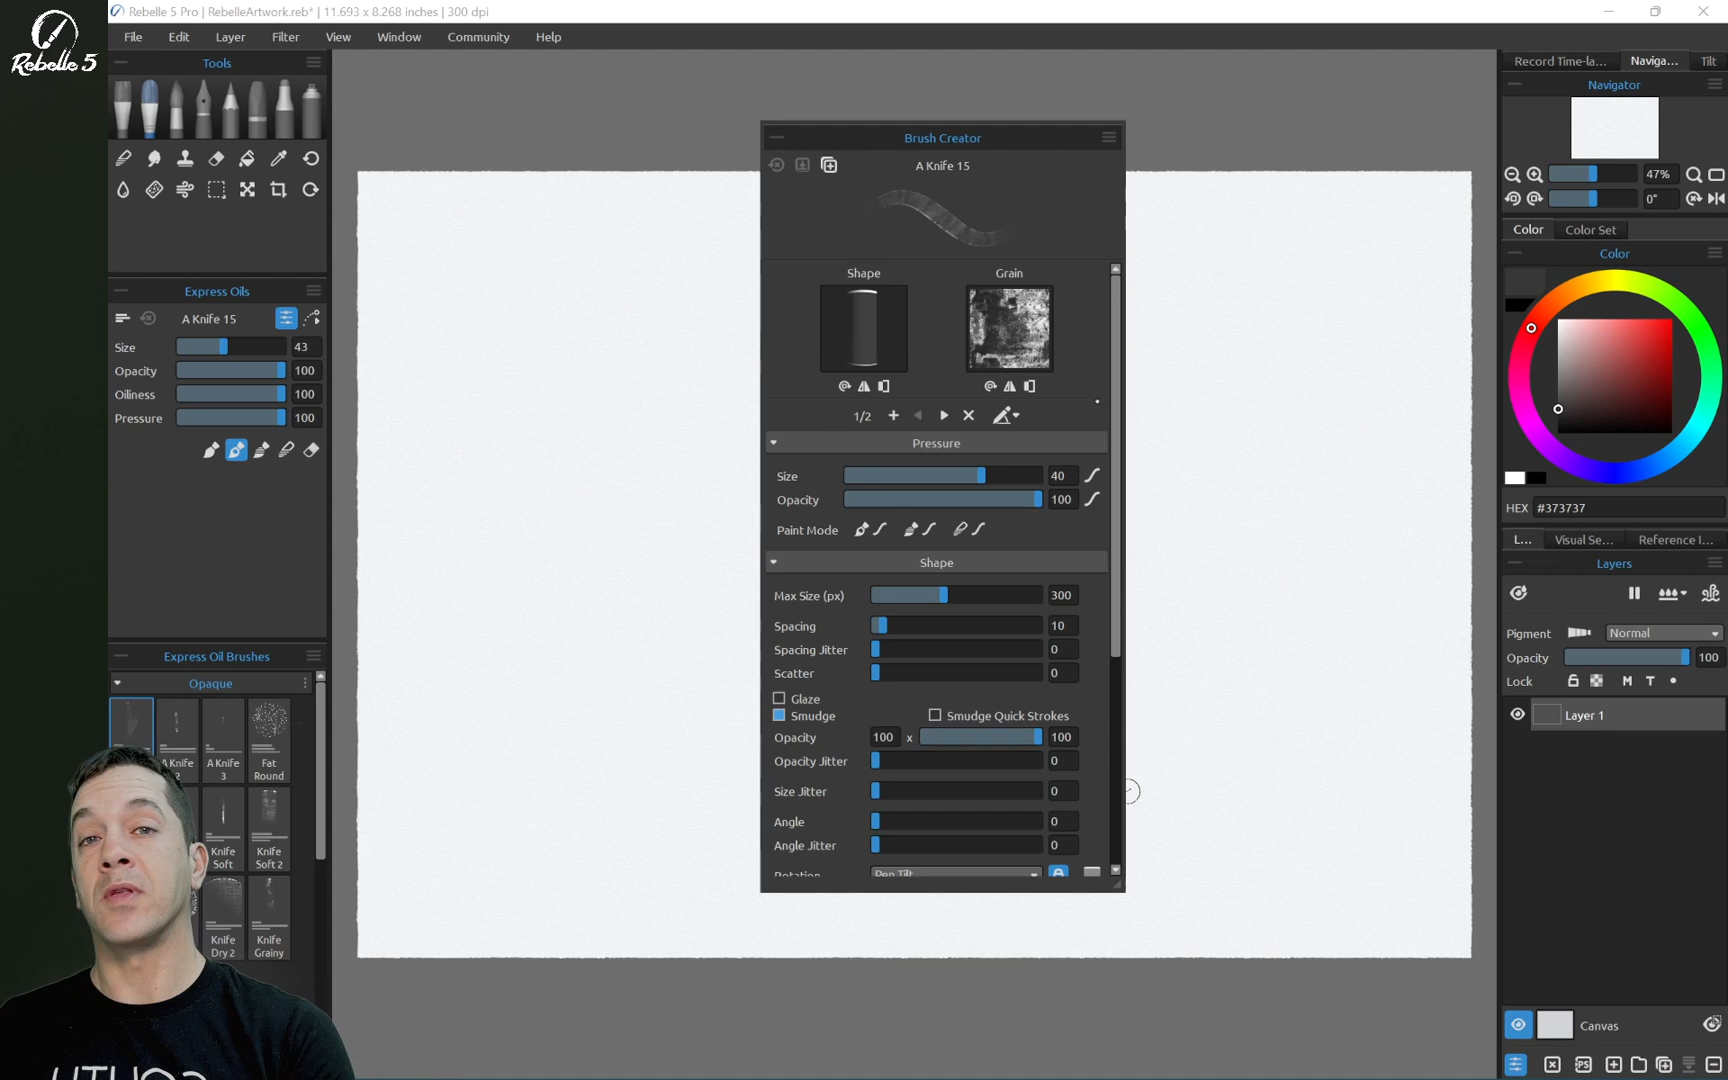 Rebelle 5
Rebelle 5 Pro | RebelleArtwork.reb* | 11.693 x 8.268 inches | 300 dpi
File Edit Layer Filter View Window Community Help
Tools
Express Oils
A Knife 15
Size 43
Opacity 100
Oiliness 100
Pressure 100
Express Oil Brushes
Opaque
A Knife 2
A Knife 3
Fat Round
Knife Soft
Knife Soft 2
Knife Dry 2
Knife Grainy
Brush Creator
A Knife 15
Shape Grain
1/2
Pressure
Size 40
Opacity 100
Paint Mode
Shape
Max Size (px) 300
Spacing 10
Spacing Jitter 0
Scatter 0
Glaze
Smudge Smudge Quick Strokes
Opacity 100 x 100
Opacity Jitter 0
Size Jitter 0
Angle 0
Angle Jitter 0
Rotation Pen Tilt
Record Time-la... Naviga... Tilt
Navigator
47%
0°
Color Color Set
Color
HEX #373737
L... Visual Se... Reference I...
Layers
Pigment Normal
Opacity 100
Lock M T
Layer 1
Canvas
PS